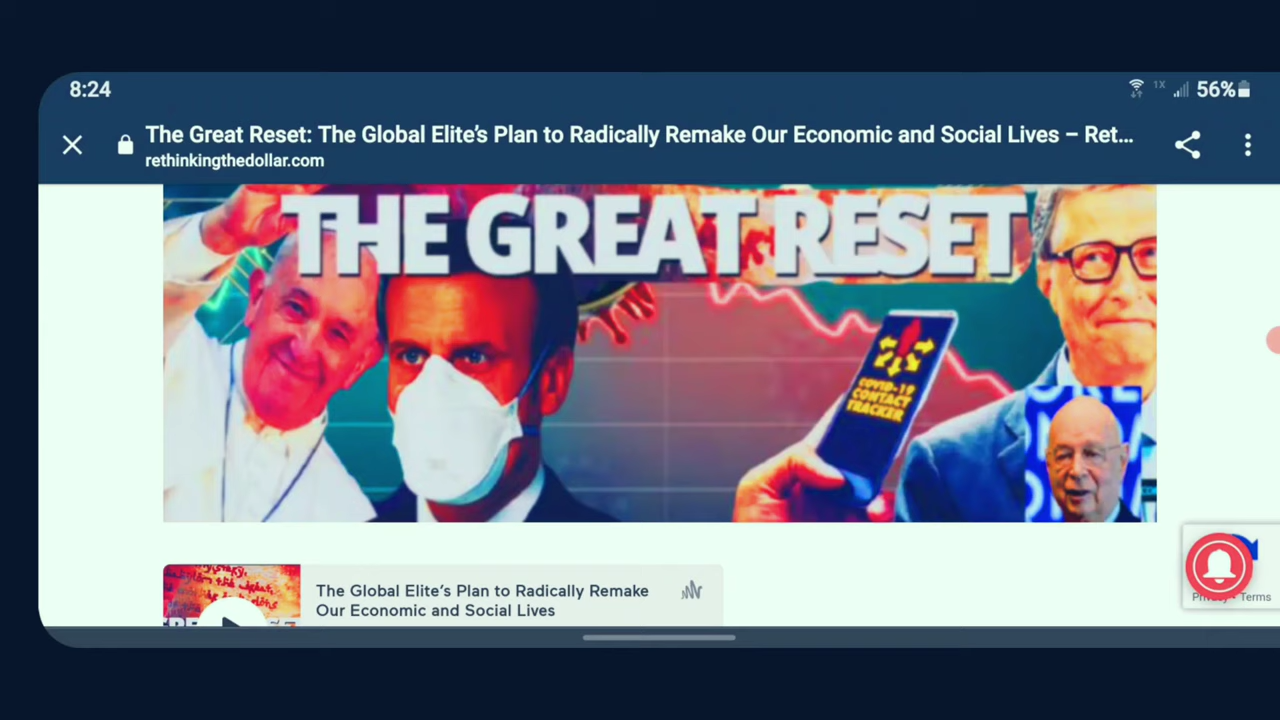 8:24
1X
56%
The Great Reset: The Global Elite's Plan to Radically Remake Our Economic and Social Lives – Ret...
rethinkingthedollar.com
THE GREAT RESET
COVID-19
CONTACT
TRACKER
The Global Elite's Plan to Radically Remake
Our Economic and Social Lives
Terms